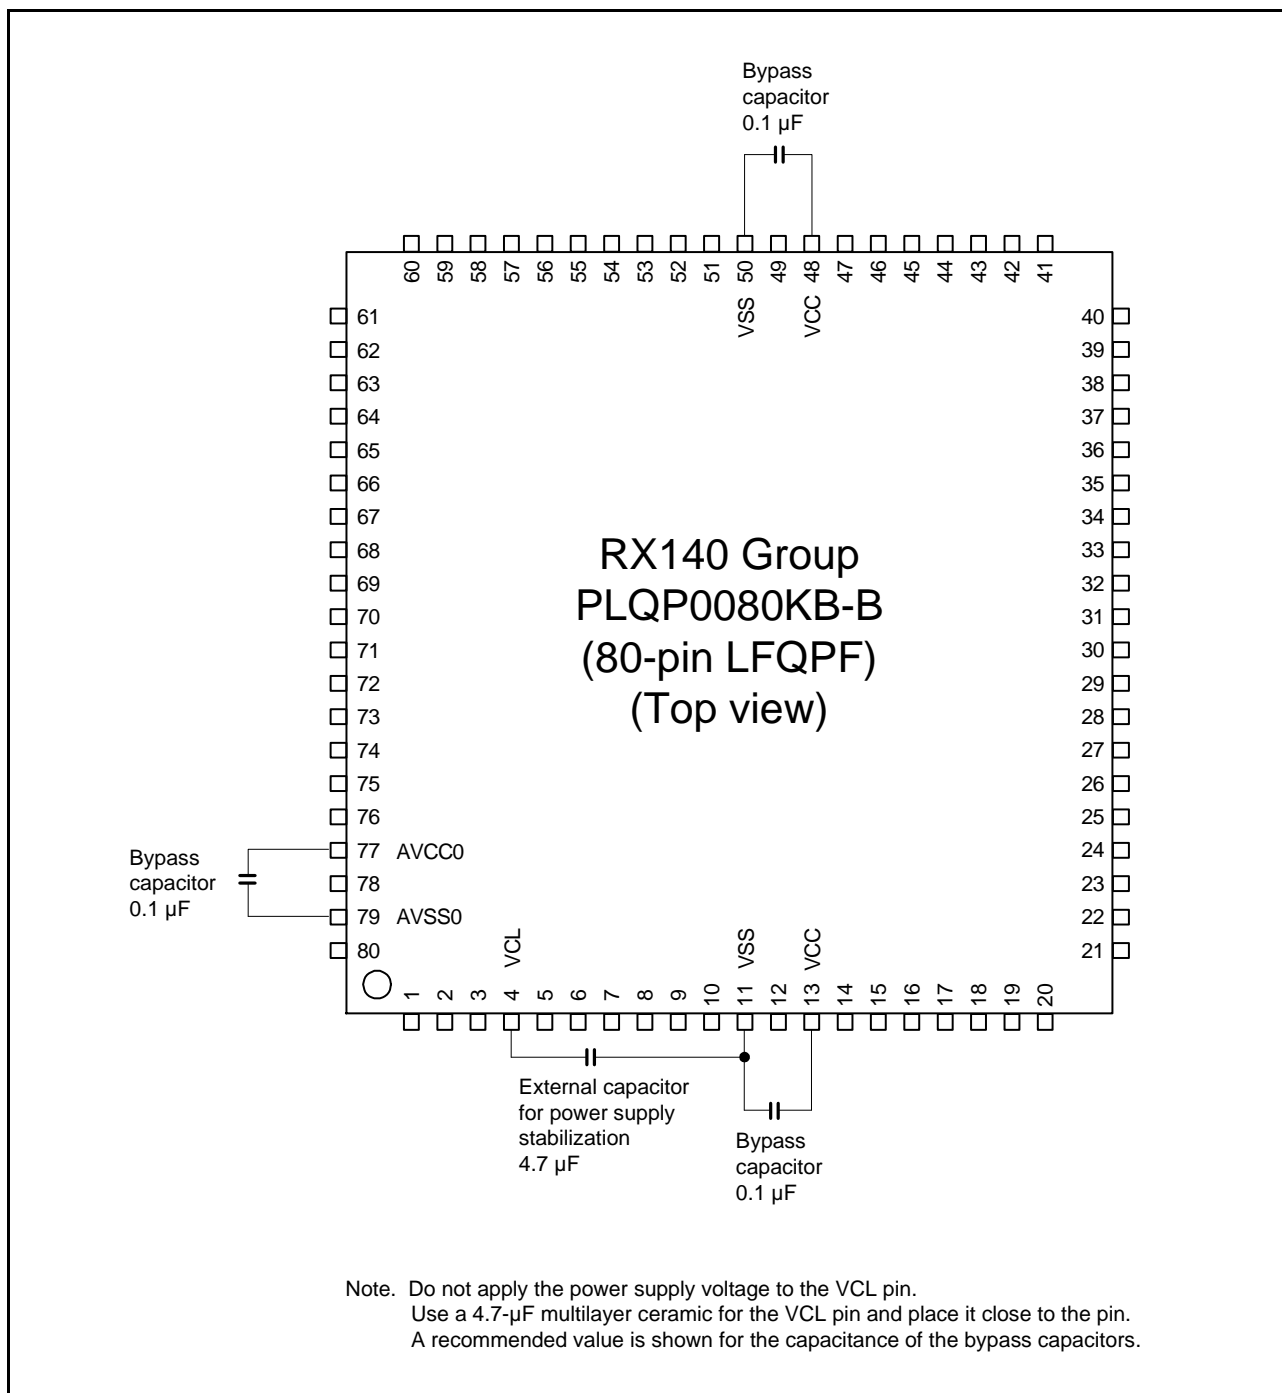 Bypass
capacitor
0.1 µF
60 59 58 57 56 55 54 53 52 51 50 49 48 47 46 45 44 43 42 41
VSS VCC
61 40
62 39
63 38
64 37
65 36
66 35
67 34
68 33
69 32
70 31
71 30
72 29
73 28
74 27
75 26
76 25
77 AVCC0 24
78 23
79 AVSS0 22
80 21
RX140 Group
PLQP0080KB-B
(80-pin LFQPF)
(Top view)
Bypass
capacitor
0.1 µF
VCL VSS VCC
1 2 3 4 5 6 7 8 9 10 11 12 13 14 15 16 17 18 19 20
External capacitor
for power supply
stabilization
4.7 µF
Bypass
capacitor
0.1 µF
Note. Do not apply the power supply voltage to the VCL pin.
Use a 4.7-µF multilayer ceramic for the VCL pin and place it close to the pin.
A recommended value is shown for the capacitance of the bypass capacitors.